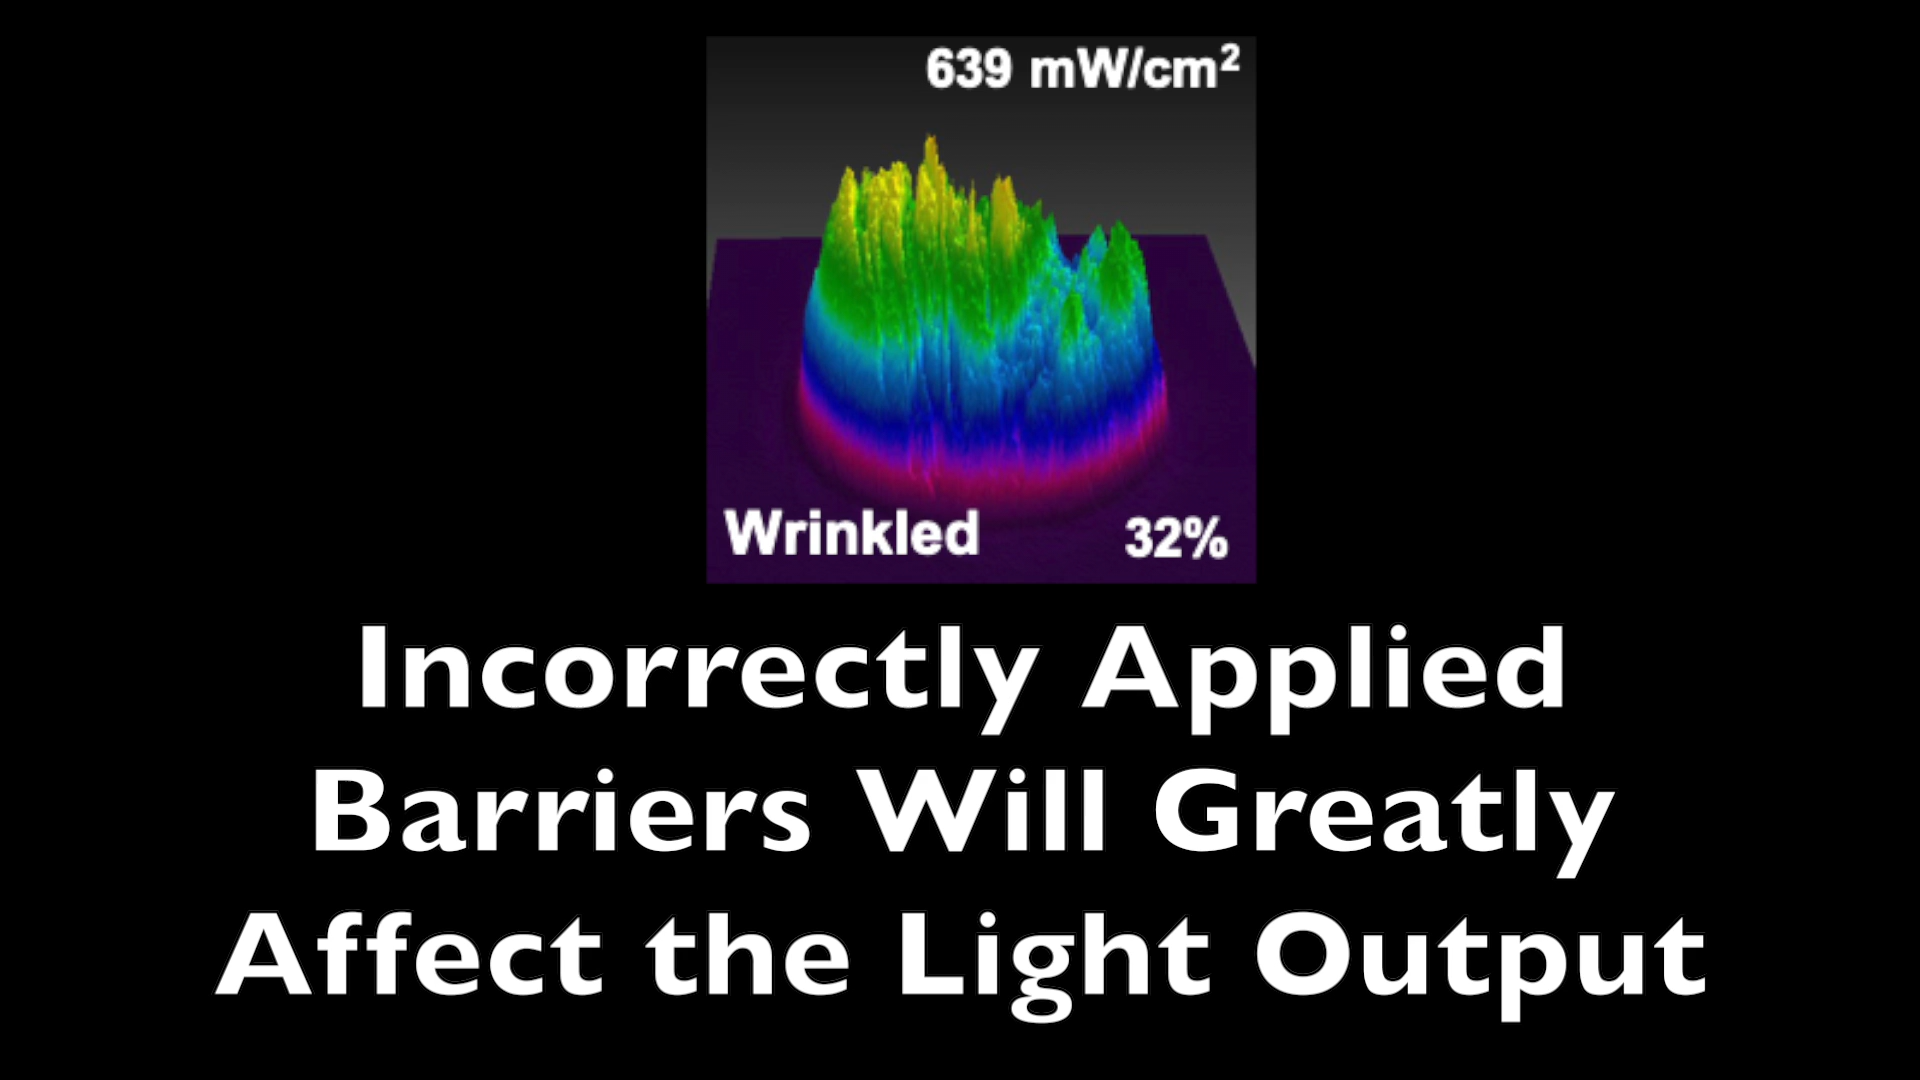 639 mW/cm²
Wrinkled 32%
Incorrectly Applied
Barriers Will Greatly
Affect the Light Output